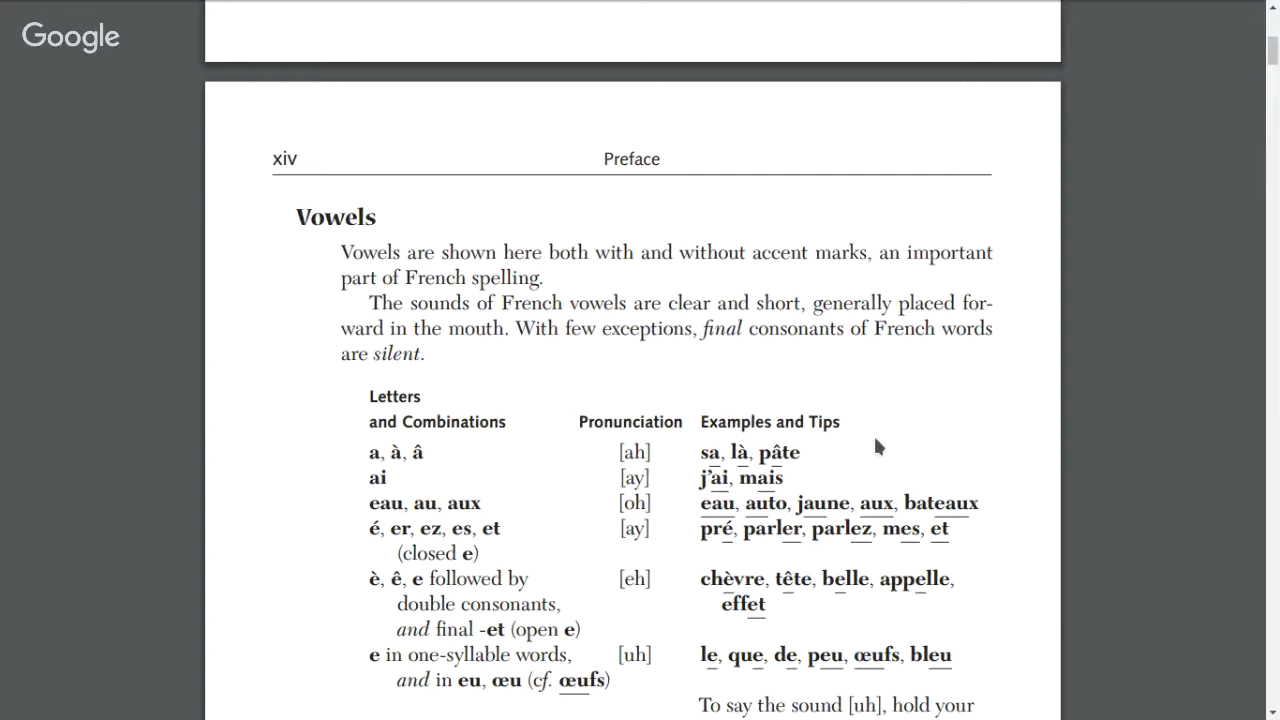 Google
xiv Preface
Vowels
Vowels are shown here both with and without accent marks, an important
part of French spelling.
The sounds of French vowels are clear and short, generally placed for-
ward in the mouth. With few exceptions, final consonants of French words
are silent.
Letters
and Combinations Pronunciation Examples and Tips
a, à, â [ah] sa, là, pâte
ai [ay] j'ai, mais
eau, au, aux [oh] eau, auto, jaune, aux, bateaux
é, er, ez, es, et [ay] pré, parler, parlez, mes, et
(closed e)
è, ê, e followed by [eh] chèvre, tête, belle, appelle,
double consonants, effet
and final -et (open e)
e in one-syllable words, [uh] le, que, de, peu, œufs, bleu
and in eu, œu (cf. œufs)
To say the sound [uh], hold your